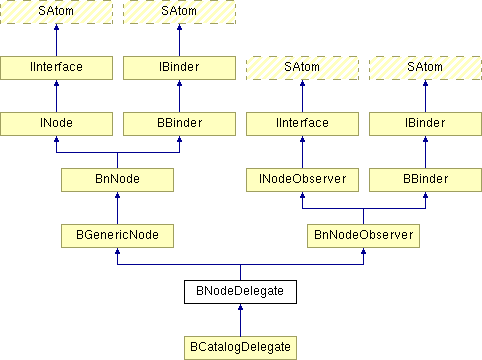 SAtom SAtom
IInterface IBinder SAtom SAtom
INode BBinder IInterface IBinder
BnNode INodeObserver BBinder
BGenericNode BnNodeObserver
BNodeDelegate
BCatalogDelegate